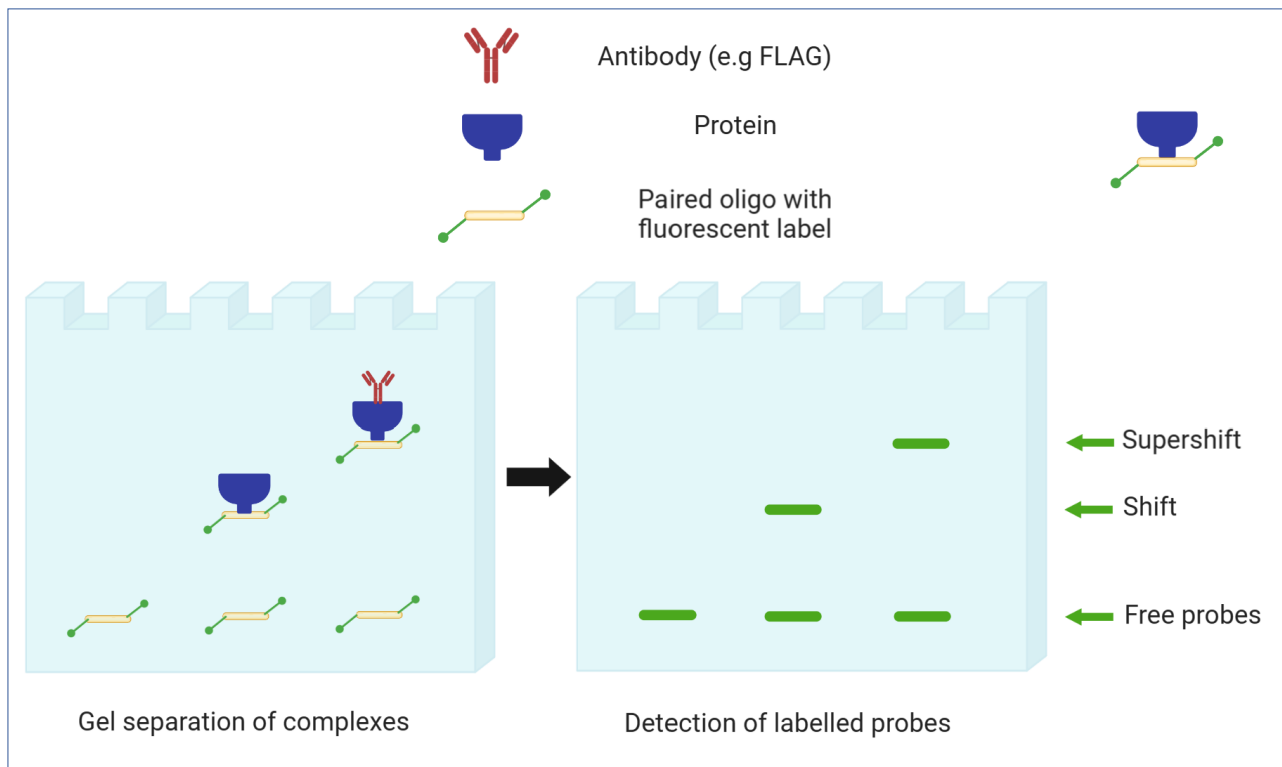 Antibody (e.g FLAG)
Protein
Paired oligo with
fluorescent label
Supershift
Shift
Free probes
Gel separation of complexes
Detection of labelled probes